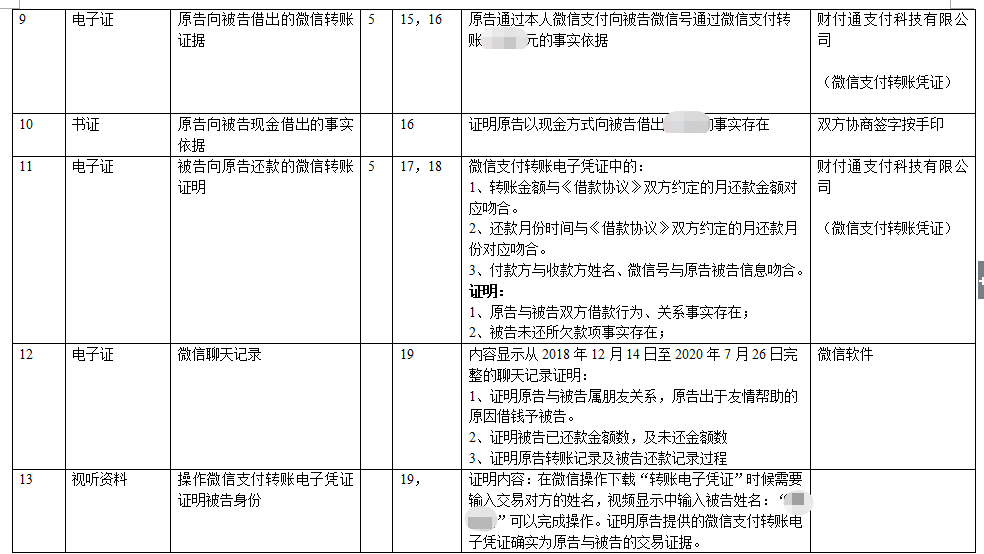 9 电子证 原告向被告借出的微信转账 5 15，16 原告通过本人微信支付向被告微信号通过微信支付转 财付通支付科技有限公
证据 账 元的事实依据 司
（微信支付转账凭证）
10 书证 原告向被告现金借出的事实 16 证明原告以现金方式向被告借出 事实存在 双方协商签字按手印
依据
11 电子证 被告向原告还款的微信转账 5 17，18 微信支付转账电子凭证中的： 财付通支付科技有限公
证明 1、转账金额与《借款协议》双方约定的月还款金额对 司
应吻合。
2、还款月份时间与《借款协议》双方约定的月还款月 （微信支付转账凭证）
份对应吻合。
3、付款方与收款方姓名、微信号与原告被告信息吻合。
证明：
1、原告与被告双方借款行为、关系事实存在；
2、被告未还所欠款项事实存在；
12 电子证 微信聊天记录 19 内容显示从 2018 年 12 月 14 日至 2020 年 7 月 26 日完 微信软件
整的聊天记录证明：
1、证明原告与被告属朋友关系，原告出于友情帮助的
原因借钱予被告。
2、证明被告已还款金额数，及未还金额数
3、证明原告转账记录及被告还款记录过程
13 视听资料 操作微信支付转账电子凭证 19， 证明内容：在微信操作下载“转账电子凭证”时候需要
证明被告身份 输入交易对方的姓名，视频显示中输入被告姓名：“
”可以完成操作。证明原告提供的微信支付转账电
子凭证确实为原告与被告的交易证据。